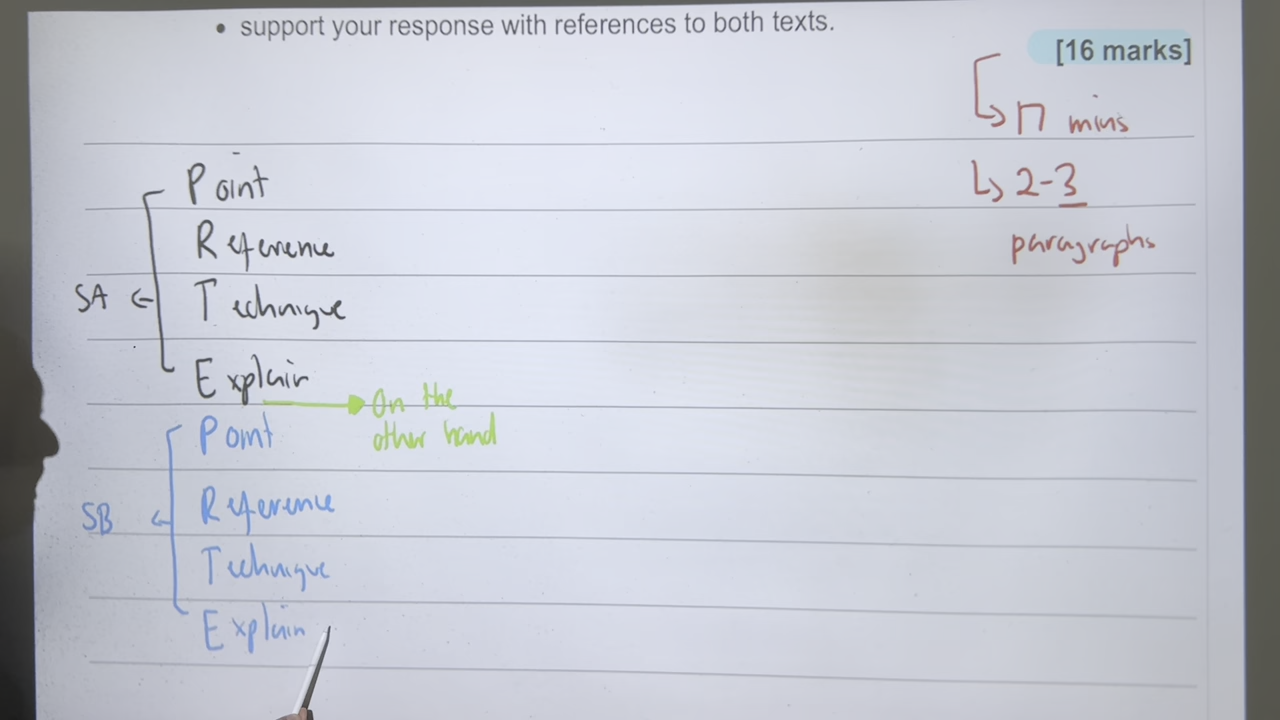 • support your response with references to both texts.
[16 marks]
17 mins
2-3
paragraphs
Point
Reference
SA
Technique
Explain
On the
other hand
Point
Reference
SB
Technique
Explain